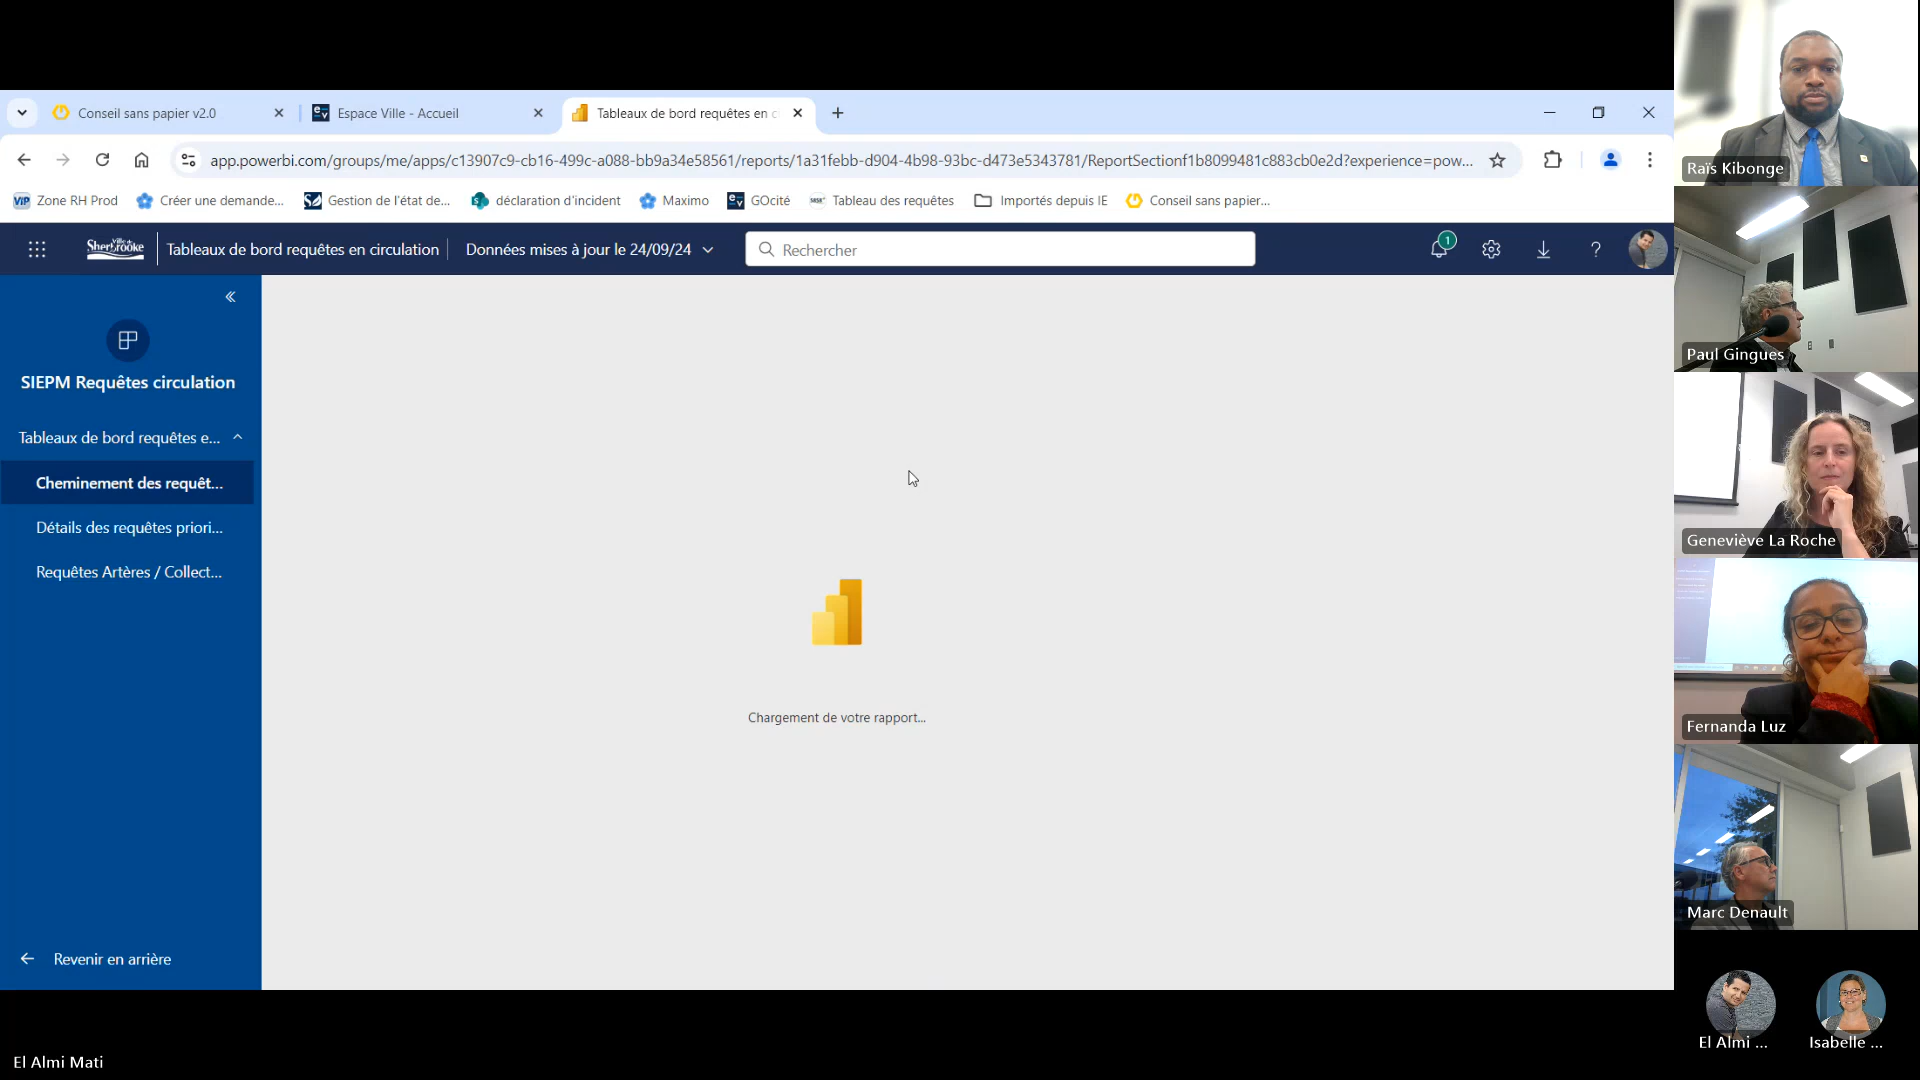 Conseil sans papier v2.0
Espace Ville - Accueil
Tableaux de bord requêtes en c
app.powerbi.com/groups/me/apps/c13907c9-cb16-499c-a088-bb9a34e58561/reports/1a31febb-d904-4b98-93bc-d473e5343781/ReportSectionf1b8099481c883cb0e2d?experience=pow...
Zone RH Prod
Créer une demande...
Gestion de l'état de...
déclaration d'incident
Maximo
GOcité
Tableau des requêtes
Importés depuis IE
Conseil sans papier...
Ville de
Sherbrooke
Tableaux de bord requêtes en circulation
Données mises à jour le 24/09/24
Rechercher
1
SIEPM Requêtes circulation
Tableaux de bord requêtes e...
Cheminement des requêt...
Détails des requêtes priori...
Requêtes Artères / Collect...
Revenir en arrière
Chargement de votre rapport...
El Almi Mati
Raïs Kibonge
Paul Gingues
Geneviève La Roche
Fernanda Luz
Marc Denault
El Almi ...
Isabelle ...